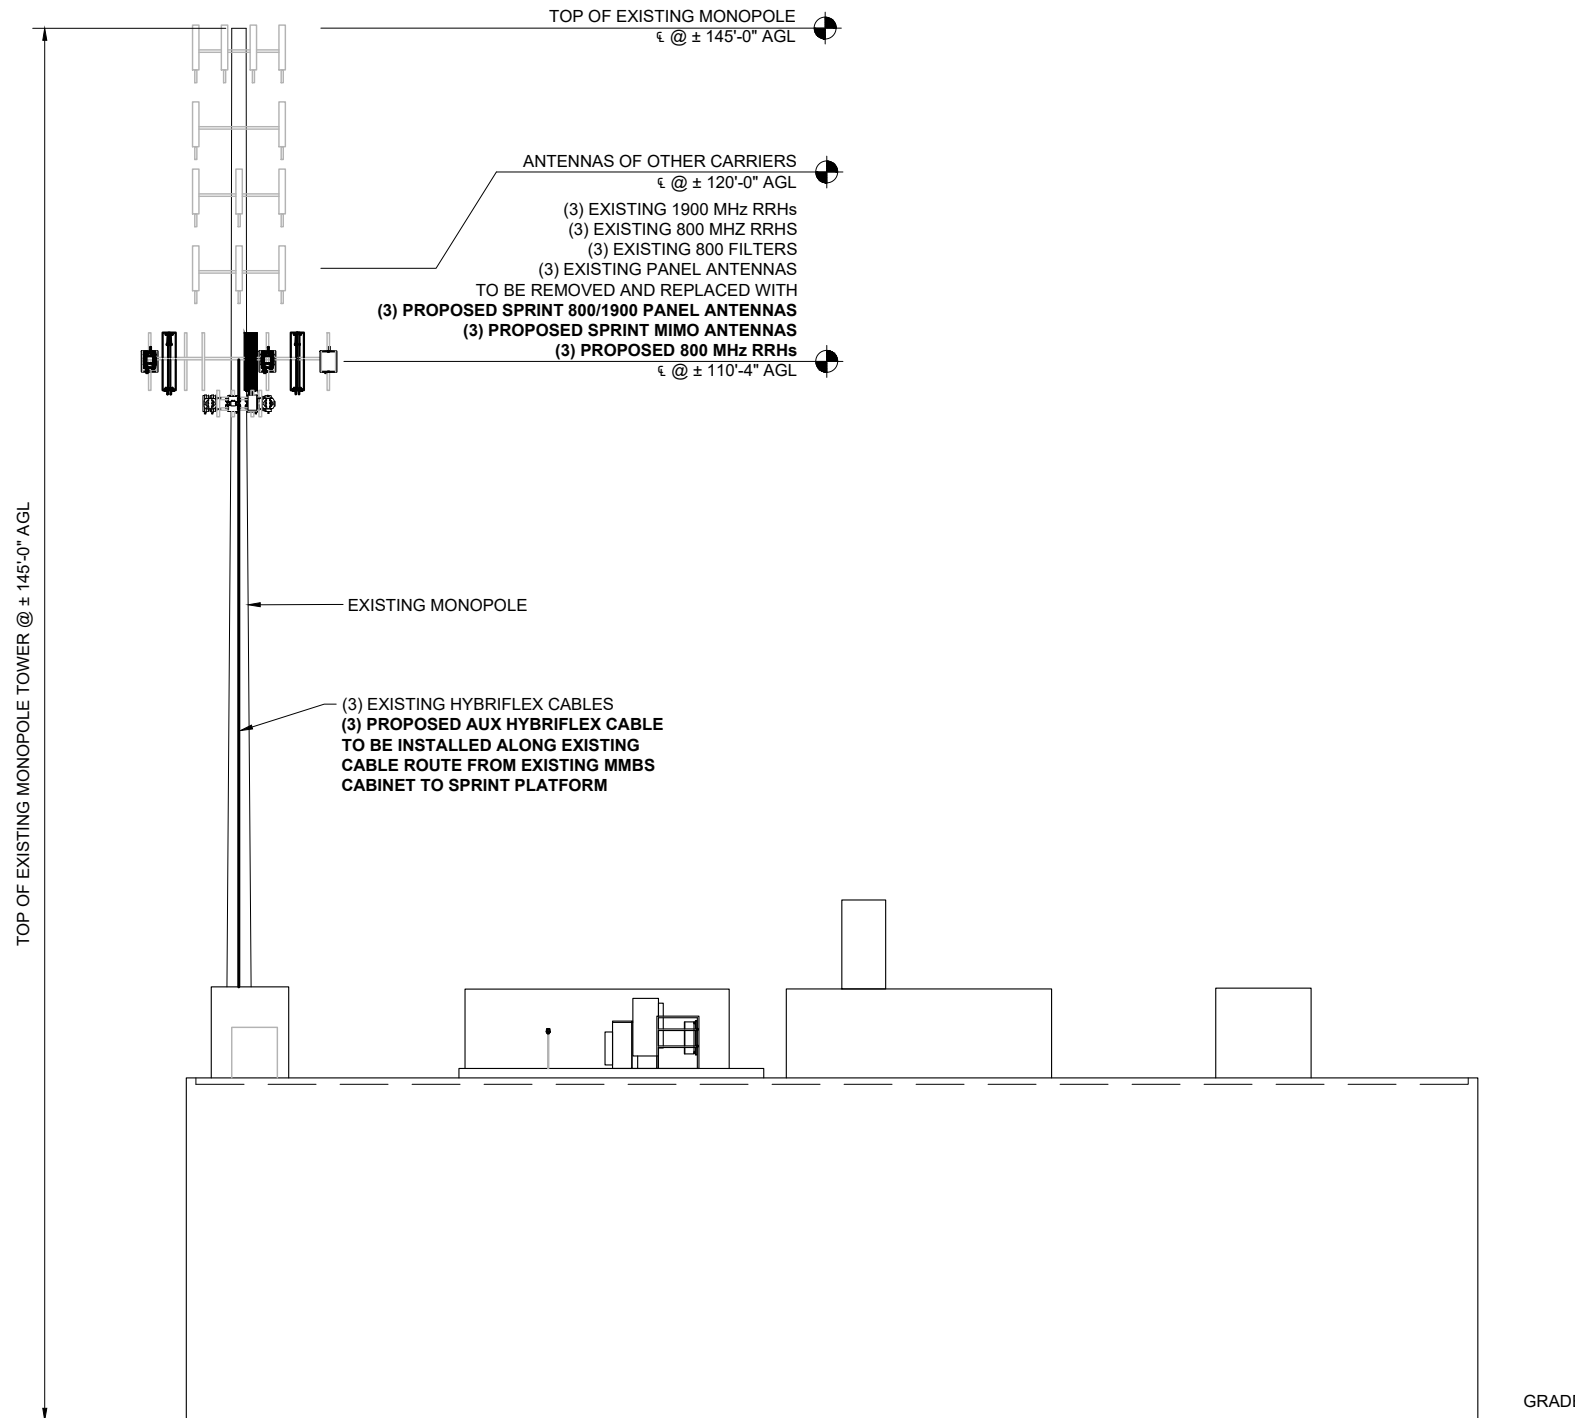 TOP OF EXISTING MONOPOLE
℄ @ ± 145'-0" AGL
ANTENNAS OF OTHER CARRIERS
℄ @ ± 120'-0" AGL
(3) EXISTING 1900 MHz RRHs
(3) EXISTING 800 MHZ RRHS
(3) EXISTING 800 FILTERS
(3) EXISTING PANEL ANTENNAS
TO BE REMOVED AND REPLACED WITH
(3) PROPOSED SPRINT 800/1900 PANEL ANTENNAS
(3) PROPOSED SPRINT MIMO ANTENNAS
(3) PROPOSED 800 MHz RRHs
℄ @ ± 110'-4" AGL
TOP OF EXISTING MONOPOLE TOWER @ ± 145'-0" AGL
EXISTING MONOPOLE
(3) EXISTING HYBRIFLEX CABLES
(3) PROPOSED AUX HYBRIFLEX CABLE
TO BE INSTALLED ALONG EXISTING
CABLE ROUTE FROM EXISTING MMBS
CABINET TO SPRINT PLATFORM
GRADE